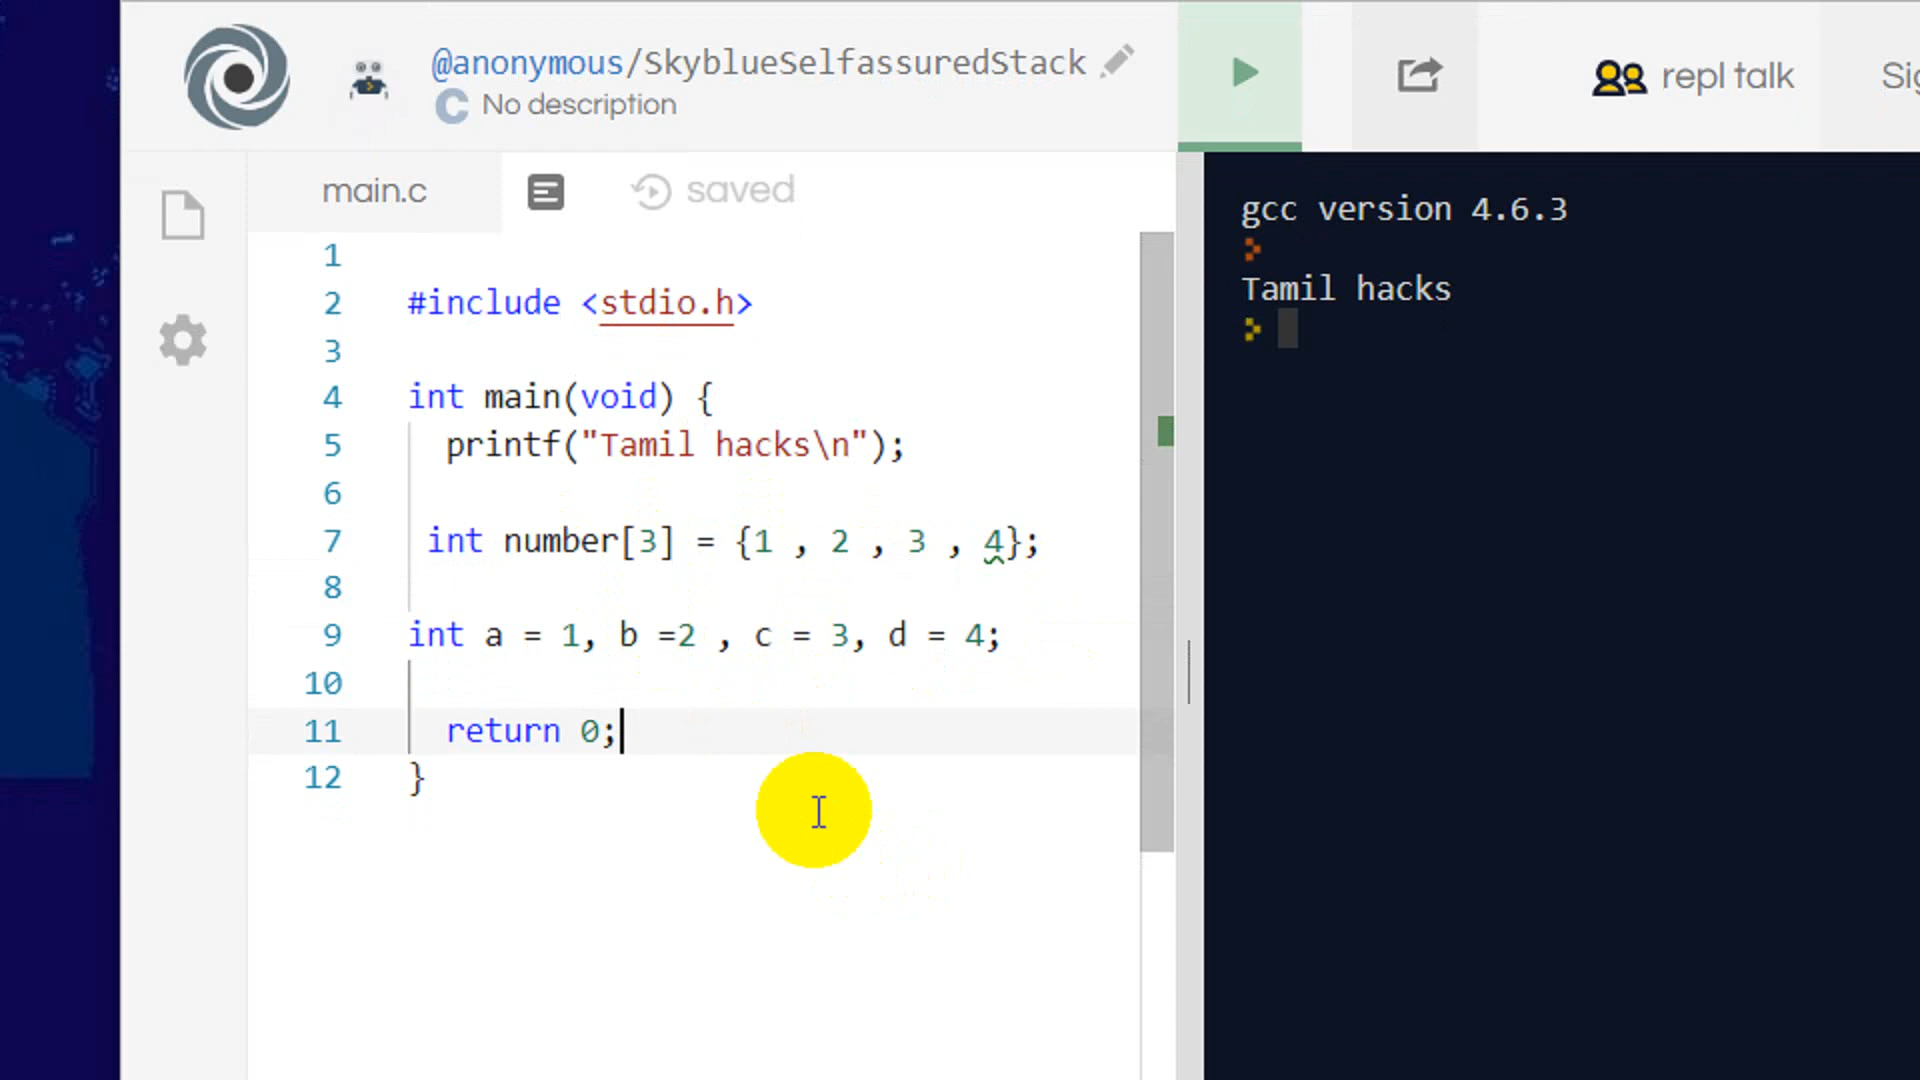 @anonymous/SkyblueSelfassuredStack
C No description
repl talk
main.c
saved
1
2 #include <stdio.h>
3
4 int main(void) {
5 printf("Tamil hacks\n");
6
7 int number[3] = {1 , 2 , 3 , 4};
8
9 int a = 1, b =2 , c = 3, d = 4;
10
11 return 0;
12 }
gcc version 4.6.3
Tamil hacks